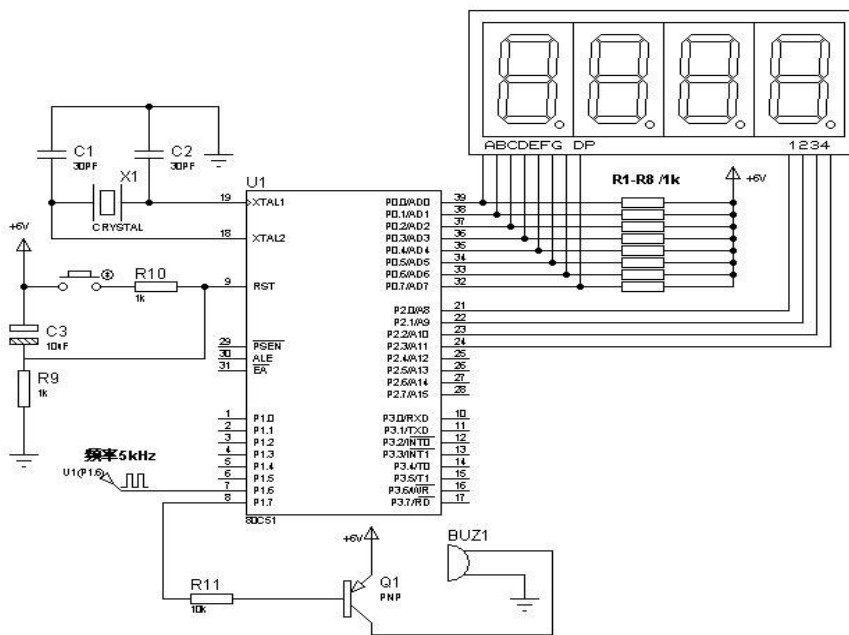 ABCDEFG DP
1234
R1-R8 /1k
+6V
C1
30PF
C2
30PF
X1
CRYSTAL
U1
19
XTAL1
18
XTAL2
9
RST
29
PSEN
30
ALE
31
EA
1
P1.0
2
P1.1
3
P1.2
4
P1.3
5
P1.4
6
P1.5
7
P1.6
8
P1.7
80C51
P0.0/AD0
39
P0.1/AD1
38
P0.2/AD2
37
P0.3/AD3
36
P0.4/AD4
35
P0.5/AD5
34
P0.6/AD6
33
P0.7/AD7
32
P2.0/A8
21
P2.1/A9
22
P2.2/A10
23
P2.3/A11
24
P2.4/A12
25
P2.5/A13
26
P2.6/A14
27
P2.7/A15
28
P3.0/RXD
10
P3.1/TXD
11
P3.2/INT0
12
P3.3/INT1
13
P3.4/T0
14
P3.5/T1
15
P3.6/WR
16
P3.7/RD
17
+6V
R10
1k
C3
10uF
R9
1k
频率5kHz
U1(P1.6)
R11
10k
+6V
Q1
PNP
BUZ1